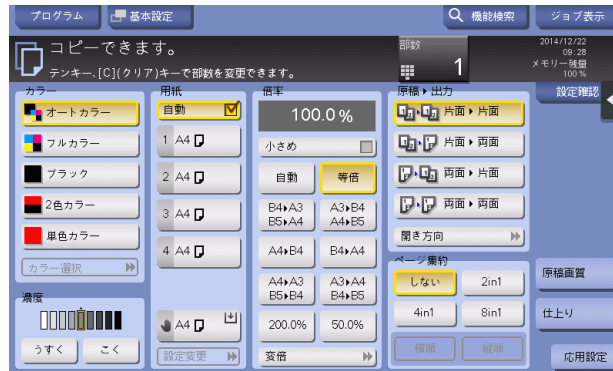 プログラム
基本設定
機能検索
ジョブ表示
コピーできます。
テンキー、[C](クリア)キーで部数を変更できます。
部数
1
2014/12/22
09:28
メモリー残量
100 %
設定確認
カラー
オートカラー
フルカラー
ブラック
2色カラー
単色カラー
カラー選択
濃度
うすく
こく
用紙
自動
1 A4
2 A4
3 A4
4 A4
A4
設定変更
倍率
100.0 %
小さめ
自動
等倍
B4▶A3
B5▶A4
A3▶B4
A4▶B5
A4▶B4
B4▶A4
A4▶A3
B5▶B4
A3▶A4
B4▶B5
200.0%
50.0%
変倍
原稿 ▶ 出力
片面 ▶ 片面
片面 ▶ 両面
両面 ▶ 片面
両面 ▶ 両面
開き方向
ページ集約
しない
2in1
4in1
8in1
横順
縦順
原稿画質
仕上り
応用設定